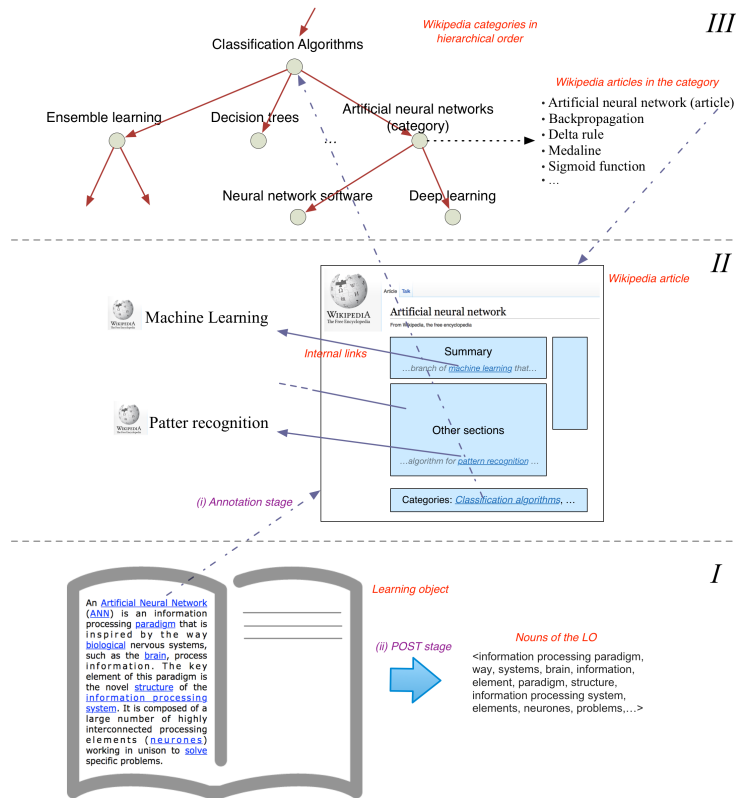 III
Wikipedia categories in
hierarchical order
Classification Algorithms
Wikipedia articles in the category
Ensemble learning
Decision trees
Artificial neural networks
(category)
...
• Artificial neural network (article)
• Backpropagation
• Delta rule
• Medaline
• Sigmoid function
• ...
Neural network software
Deep learning
II
Wikipedia article
WIKIPEDIA
The Free Encyclopedia
Article Talk
Artificial neural network
From Wikipedia, the free encyclopedia
WIKIPEDIA
The Free Encyclopedia
Machine Learning
Internal links
Summary
...branch of machine learning that...
WIKIPEDIA
The Free Encyclopedia
Patter recognition
Other sections
...algorithm for pattern recognition ...
Categories: Classification algorithms, ...
(i) Annotation stage
I
Learning object
An Artificial Neural Network
(ANN) is an information
processing paradigm that is
inspired by the way
biological nervous systems,
such as the brain, process
information. The key
element of this paradigm is
the novel structure of the
information processing
system. It is composed of a
large number of highly
interconnected processing
elements (neurones)
working in unison to solve
specific problems.
(ii) POST stage
Nouns of the LO
<information processing paradigm,
way, systems, brain, information,
element, paradigm, structure,
information processing system,
elements, neurones, problems,...>